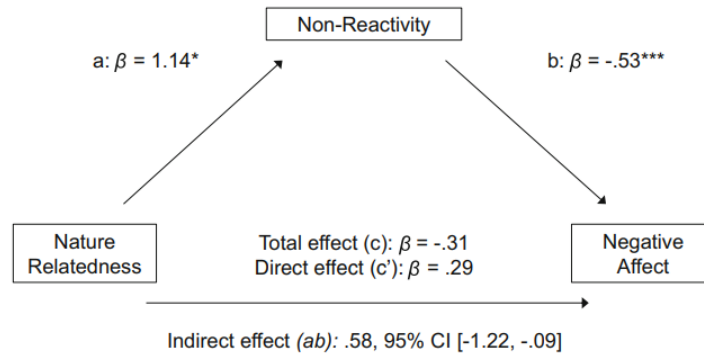 Non-Reactivity
a: β = 1.14*
b: β = -.53***
Nature
Relatedness
Total effect (c): β = -.31
Direct effect (c'): β = .29
Negative
Affect
Indirect effect (ab): .58, 95% CI [-1.22, -.09]